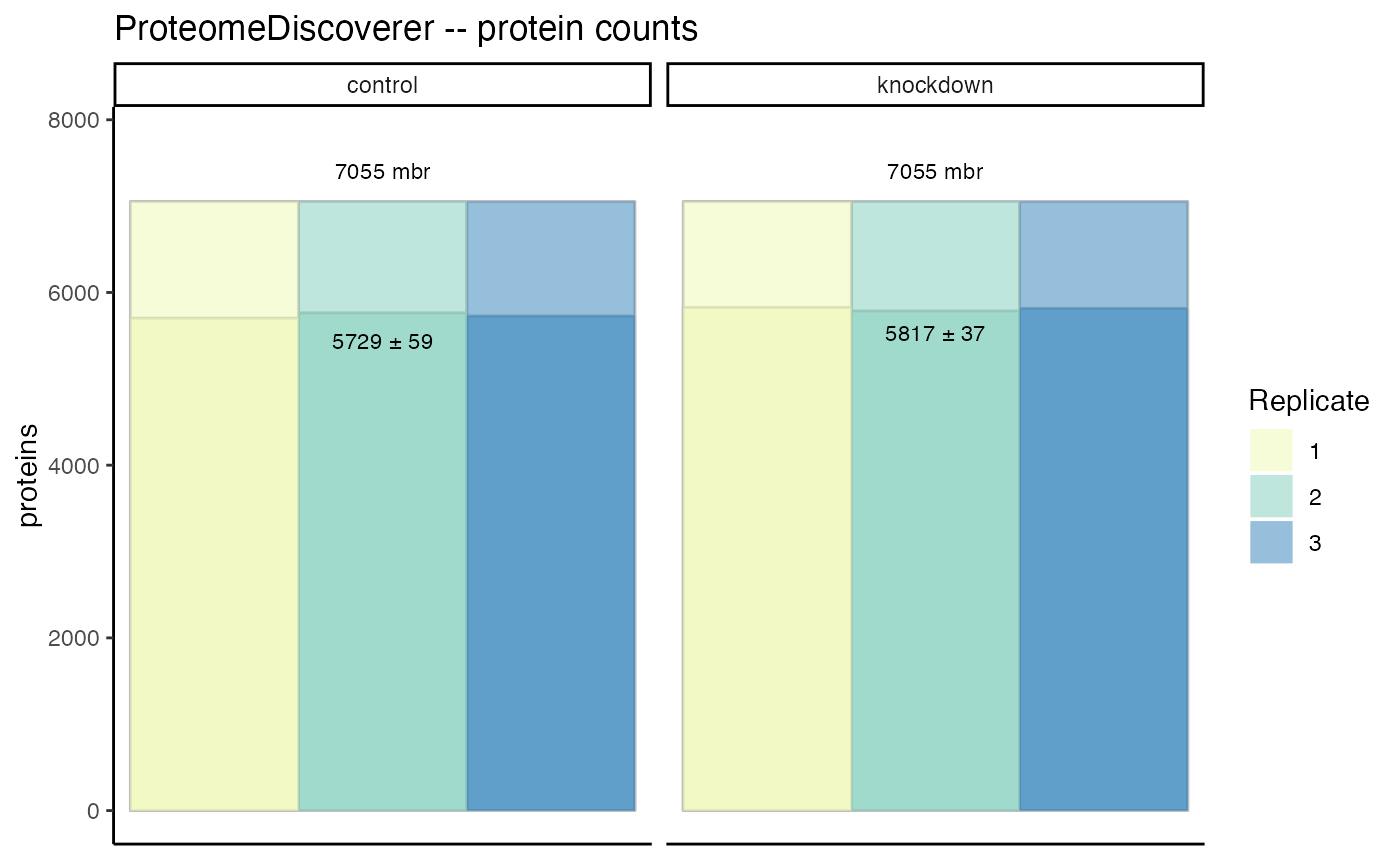 ProteomeDiscoverer -- protein counts
control
knockdown
8000
6000
4000
2000
0
proteins
7055 mbr
7055 mbr
5729 ± 59
5817 ± 37
Replicate
1
2
3